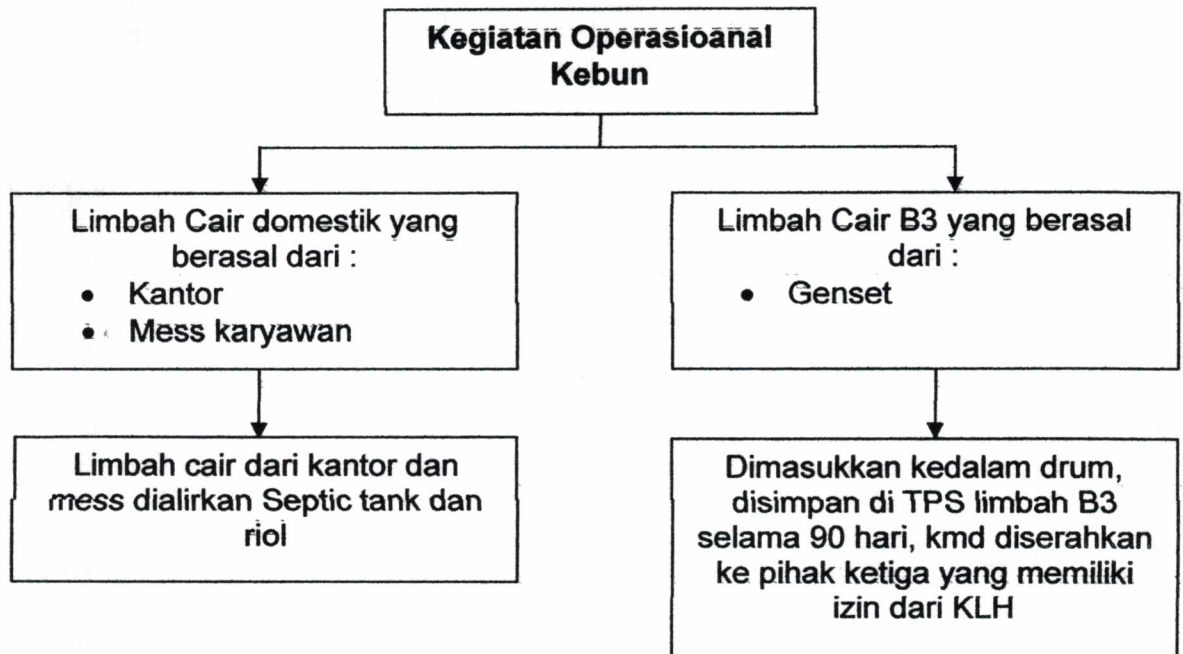 Kegiatan Operasioanal
Kebun
Limbah Cair domestik yang
berasal dari :
• Kantor
• Mess karyawan
Limbah Cair B3 yang berasal
dari :
• Genset
Limbah cair dari kantor dan
mess dialirkan Septic tank dan
riol
Dimasukkan kedalam drum,
disimpan di TPS limbah B3
selama 90 hari, kmd diserahkan
ke pihak ketiga yang memiliki
izin dari KLH